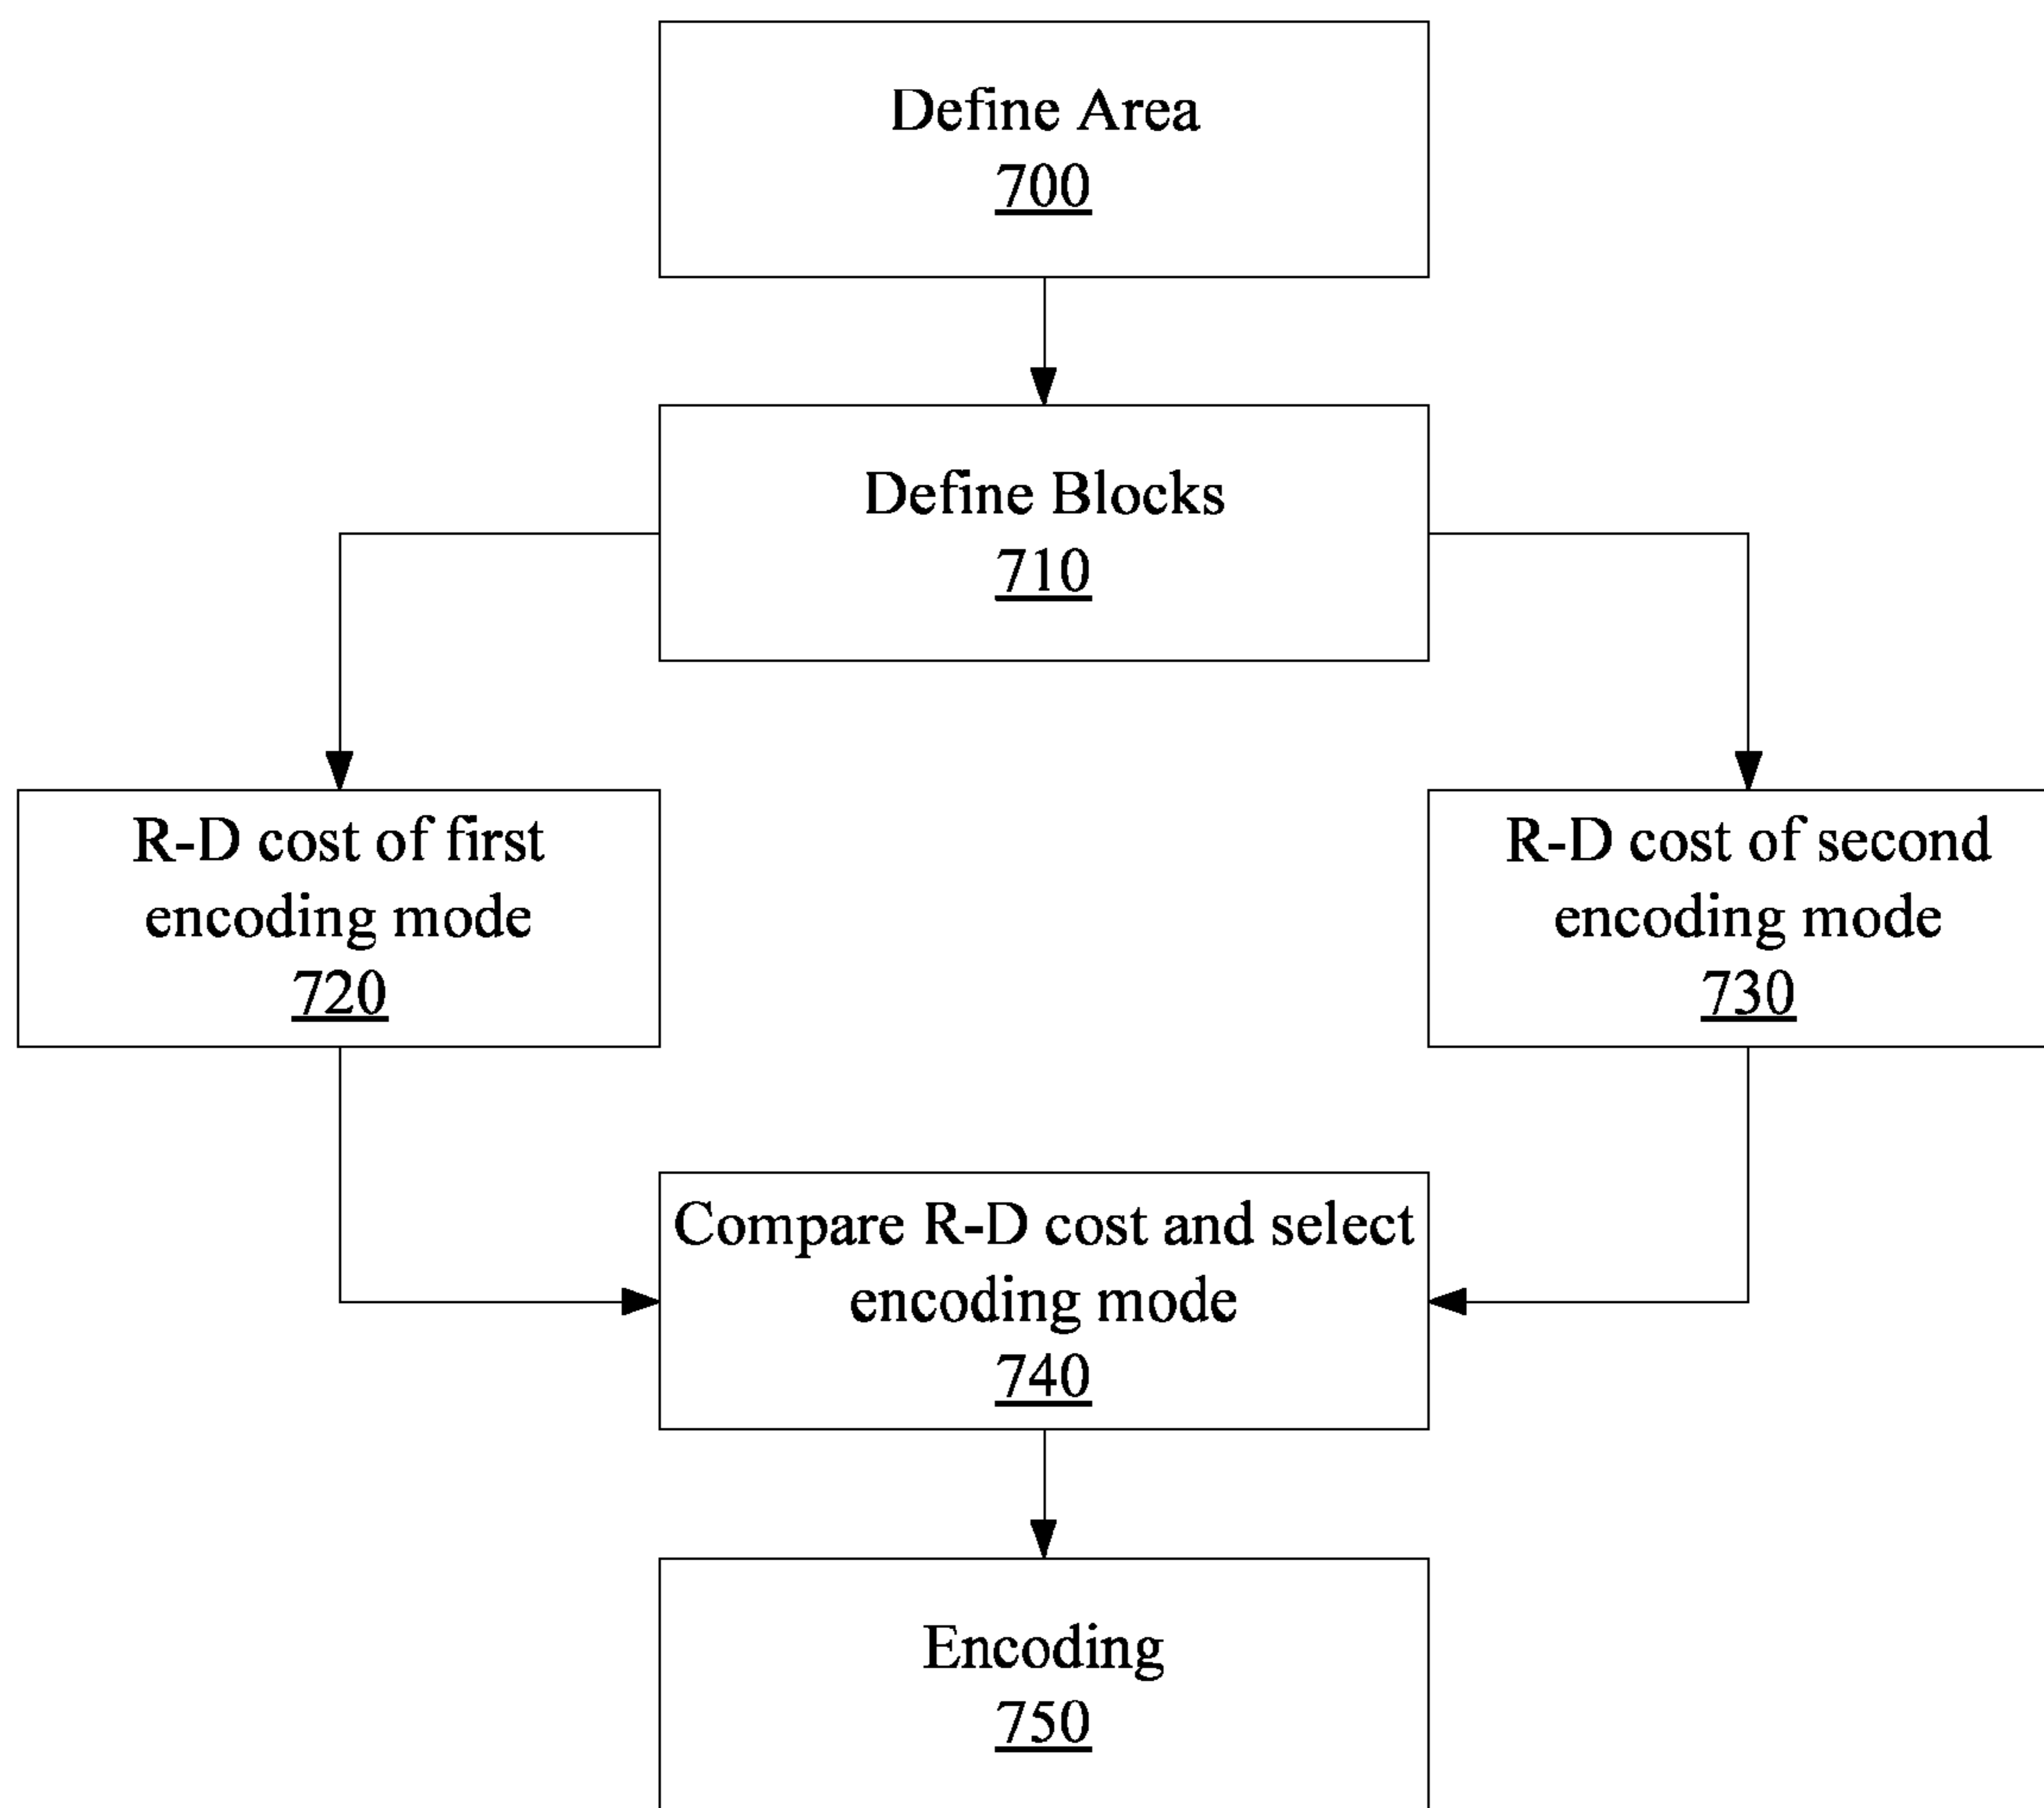 Define Area
700
Define Blocks
710
R-D cost of first
encoding mode
720
R-D cost of second
encoding mode
730
Compare R-D cost and select
encoding mode
740
Encoding
750